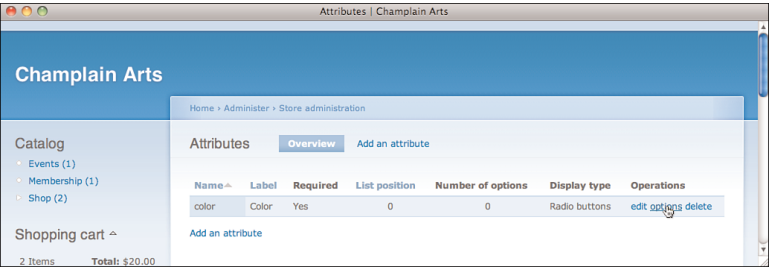 Attributes | Champlain Arts
Champlain Arts
Home › Administer › Store administration
Catalog
Events (1)
Membership (1)
Shop (2)
Shopping cart
2 Items Total: $20.00
Attributes Overview Add an attribute
Name Label Required List position Number of options Display type Operations
color Color Yes 0 0 Radio buttons edit options delete
Add an attribute